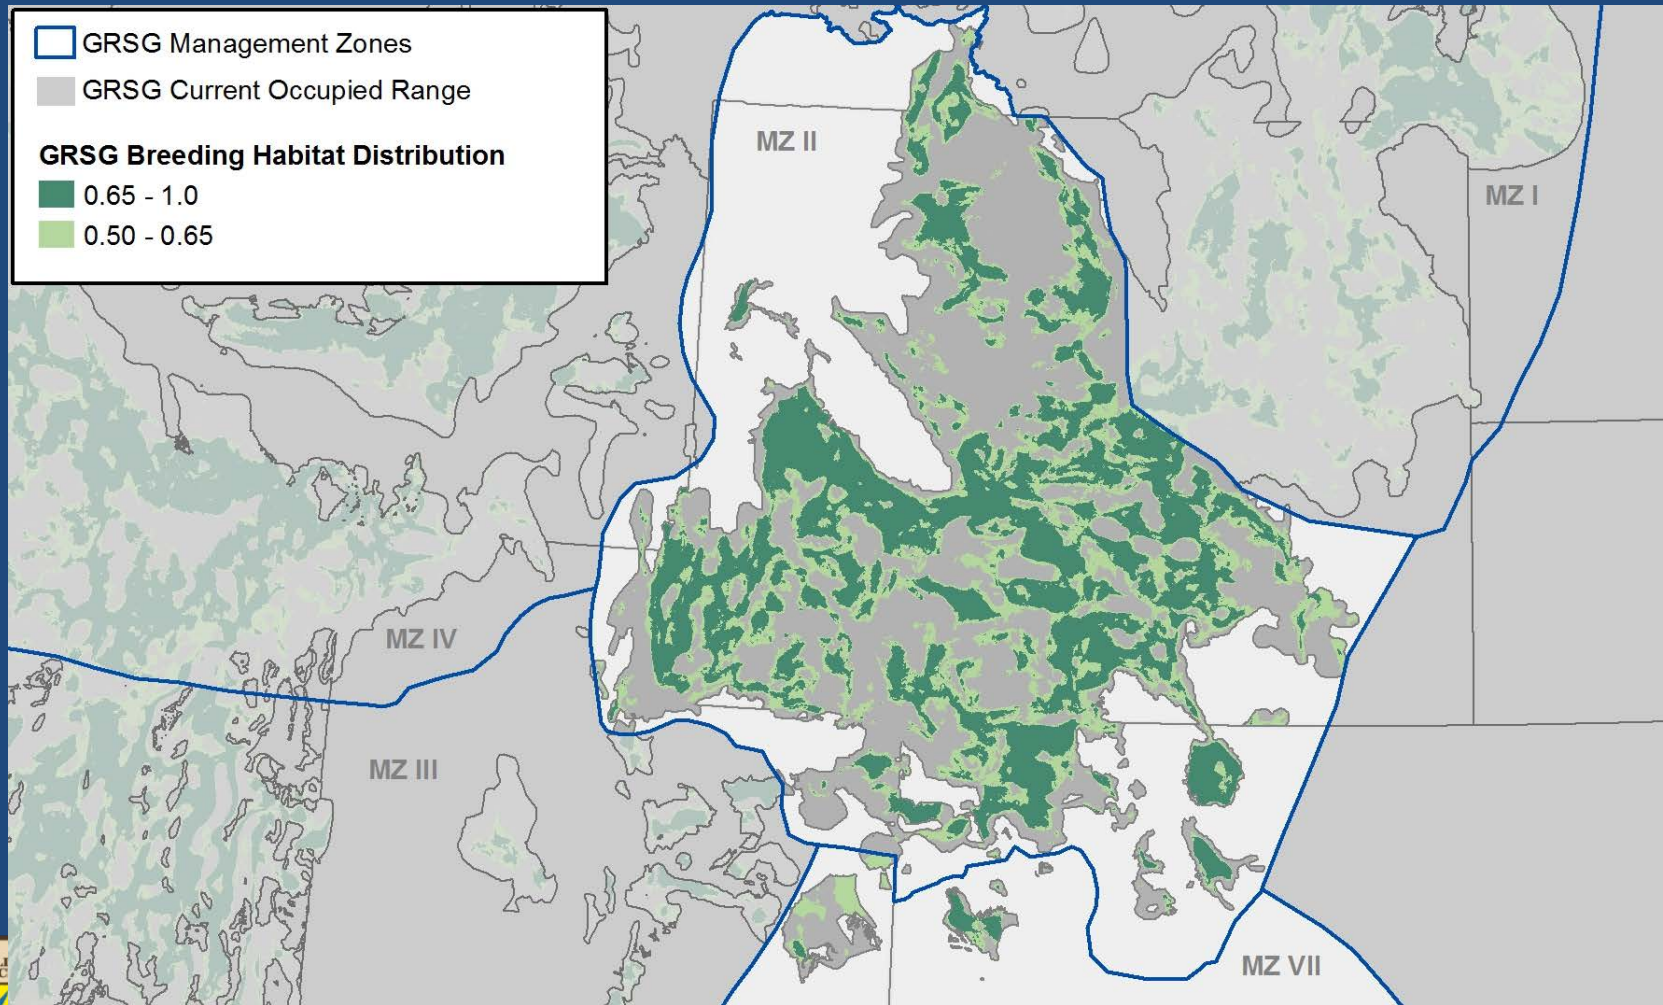 GRSG Management Zones
GRSG Current Occupied Range
GRSG Breeding Habitat Distribution
0.65 - 1.0
0.50 - 0.65
MZ II
MZ I
MZ IV
MZ III
MZ VII